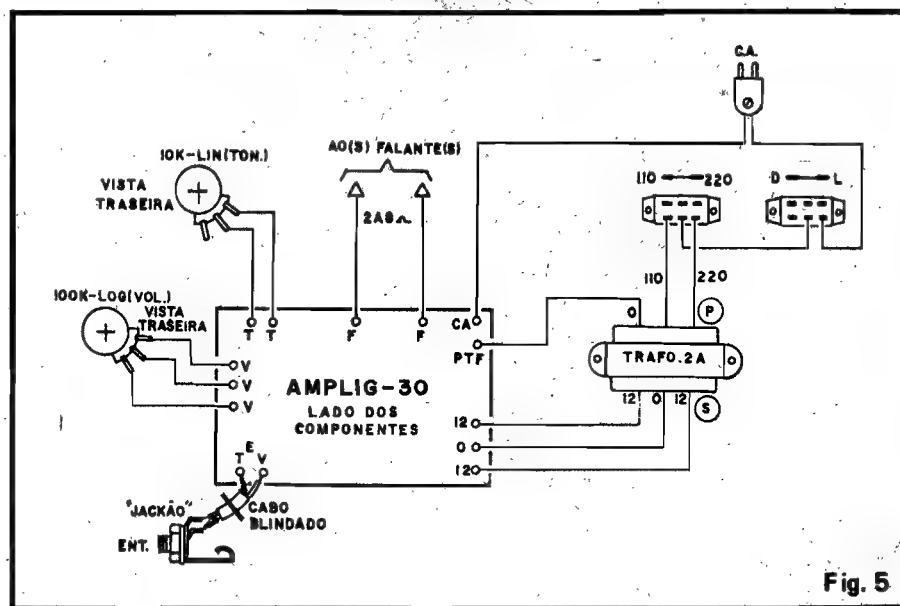 C.A.
10K-LIN(TON.)
VISTA
TRASEIRA
AO(S) FALANTE(S)
2A8Ω
110 220
D L
110
220
100K-LOG(VOL.)
VISTA
TRASEIRA
T T
F
F
CA
PTF
0
P
TRAFO.2A
V
V
V
AMPLIG-30
LADO DOS
COMPONENTES
12
0
12
12 0 12
S
E
T V
"JACKÃO"
ENT.
CABO
BLINDADO
Fig. 5